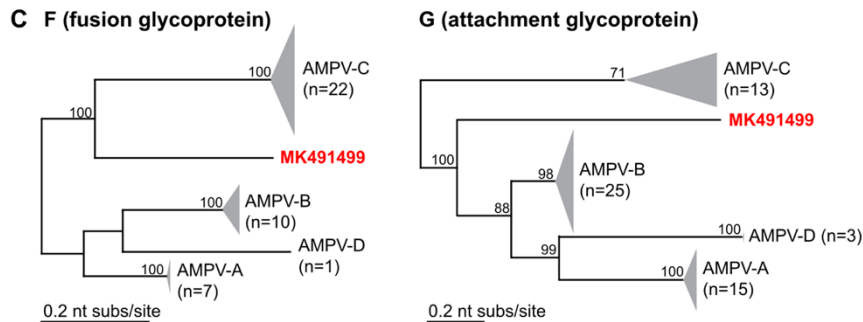 C F (fusion glycoprotein)
100
AMPV-C
(n=22)
100
MK491499
100
AMPV-B
(n=10)
AMPV-D
(n=1)
100
AMPV-A
(n=7)
0.2 nt subs/site
G (attachment glycoprotein)
71
AMPV-C
(n=13)
MK491499
100
98
AMPV-B
(n=25)
88
100
AMPV-D (n=3)
99
100
AMPV-A
(n=15)
0.2 nt subs/site